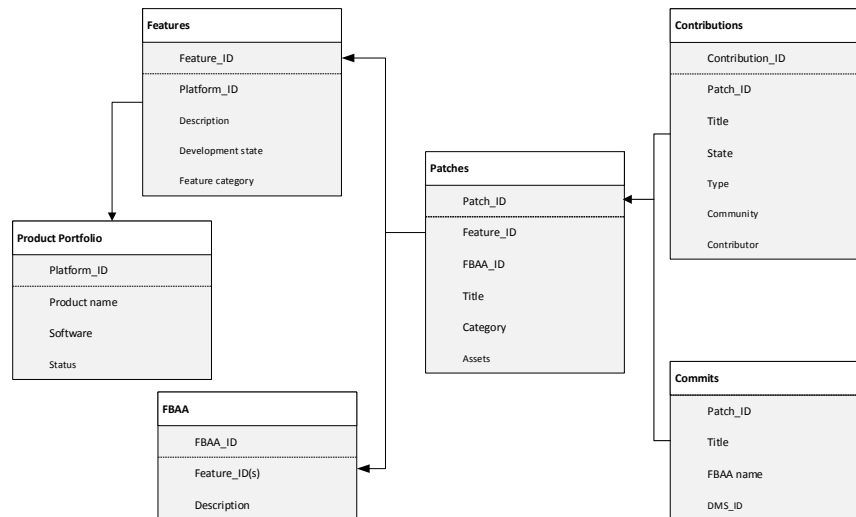 Features
Feature_ID
Platform_ID
Description
Development state
Feature category
Product Portfolio
Platform_ID
Product name
Software
Status
FBAA
FBAA_ID
Feature_ID(s)
Description
Patches
Patch_ID
Feature_ID
FBAA_ID
Title
Category
Assets
Contributions
Contribution_ID
Patch_ID
Title
State
Type
Community
Contributor
Commits
Patch_ID
Title
FBAA name
DMS_ID